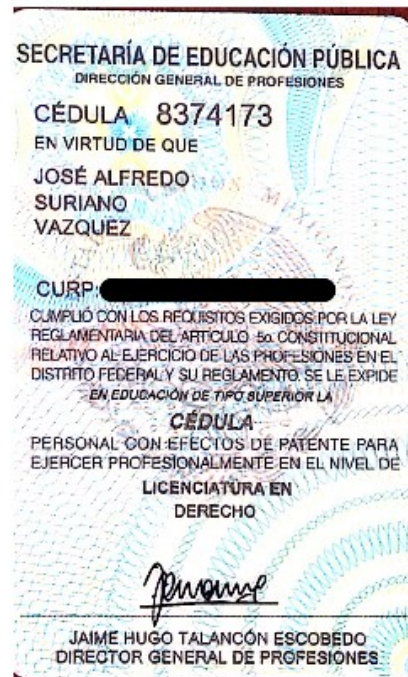 SECRETARÍA DE EDUCACIÓN PÚBLICA
DIRECCIÓN GENERAL DE PROFESIONES
CÉDULA 8374173
EN VIRTUD DE QUE
JOSÉ ALFREDO
SURIANO
VAZQUEZ
CURP
CUMPLIÓ CON LOS REQUISITOS EXIGIDOS POR LA LEY
REGLAMENTARIA DEL ARTÍCULO 5o. CONSTITUCIONAL
RELATIVO AL EJERCICIO DE LAS PROFESIONES EN EL
DISTRITO FEDERAL Y SU REGLAMENTO. SE LE EXPIDE
EN EDUCACIÓN DE TIPO SUPERIOR LA
CÉDULA
PERSONAL CON EFECTOS DE PATENTE PARA
EJERCER PROFESIONALMENTE EN EL NIVEL DE
LICENCIATURA EN
DERECHO
JAIME HUGO TALANCÓN ESCOBEDO
DIRECTOR GENERAL DE PROFESIONES